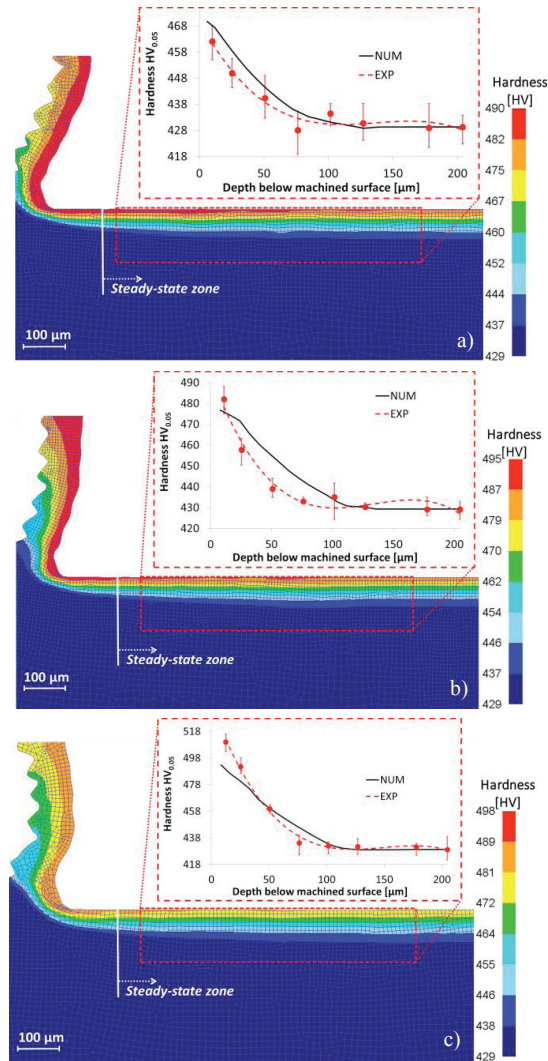 468
458
448
438
428
418
Hardness HV0.05
NUM
EXP
0 50 100 150 200
Depth below machined surface [µm]
Hardness
[HV]
490
482
475
467
460
452
444
437
429
Steady-state zone
100 µm
a)
490
480
470
460
450
440
430
420
Hardness HV0.05
NUM
EXP
0 50 100 150 200
Depth below machined surface [µm]
Hardness
[HV]
495
487
479
470
462
454
446
437
429
Steady-state zone
100 µm
b)
518
498
478
458
438
418
Hardness HV0.05
NUM
EXP
0 50 100 150 200
Depth below machined surface [µm]
Hardness
[HV]
498
489
481
472
464
455
446
438
429
Steady-state zone
100 µm
c)